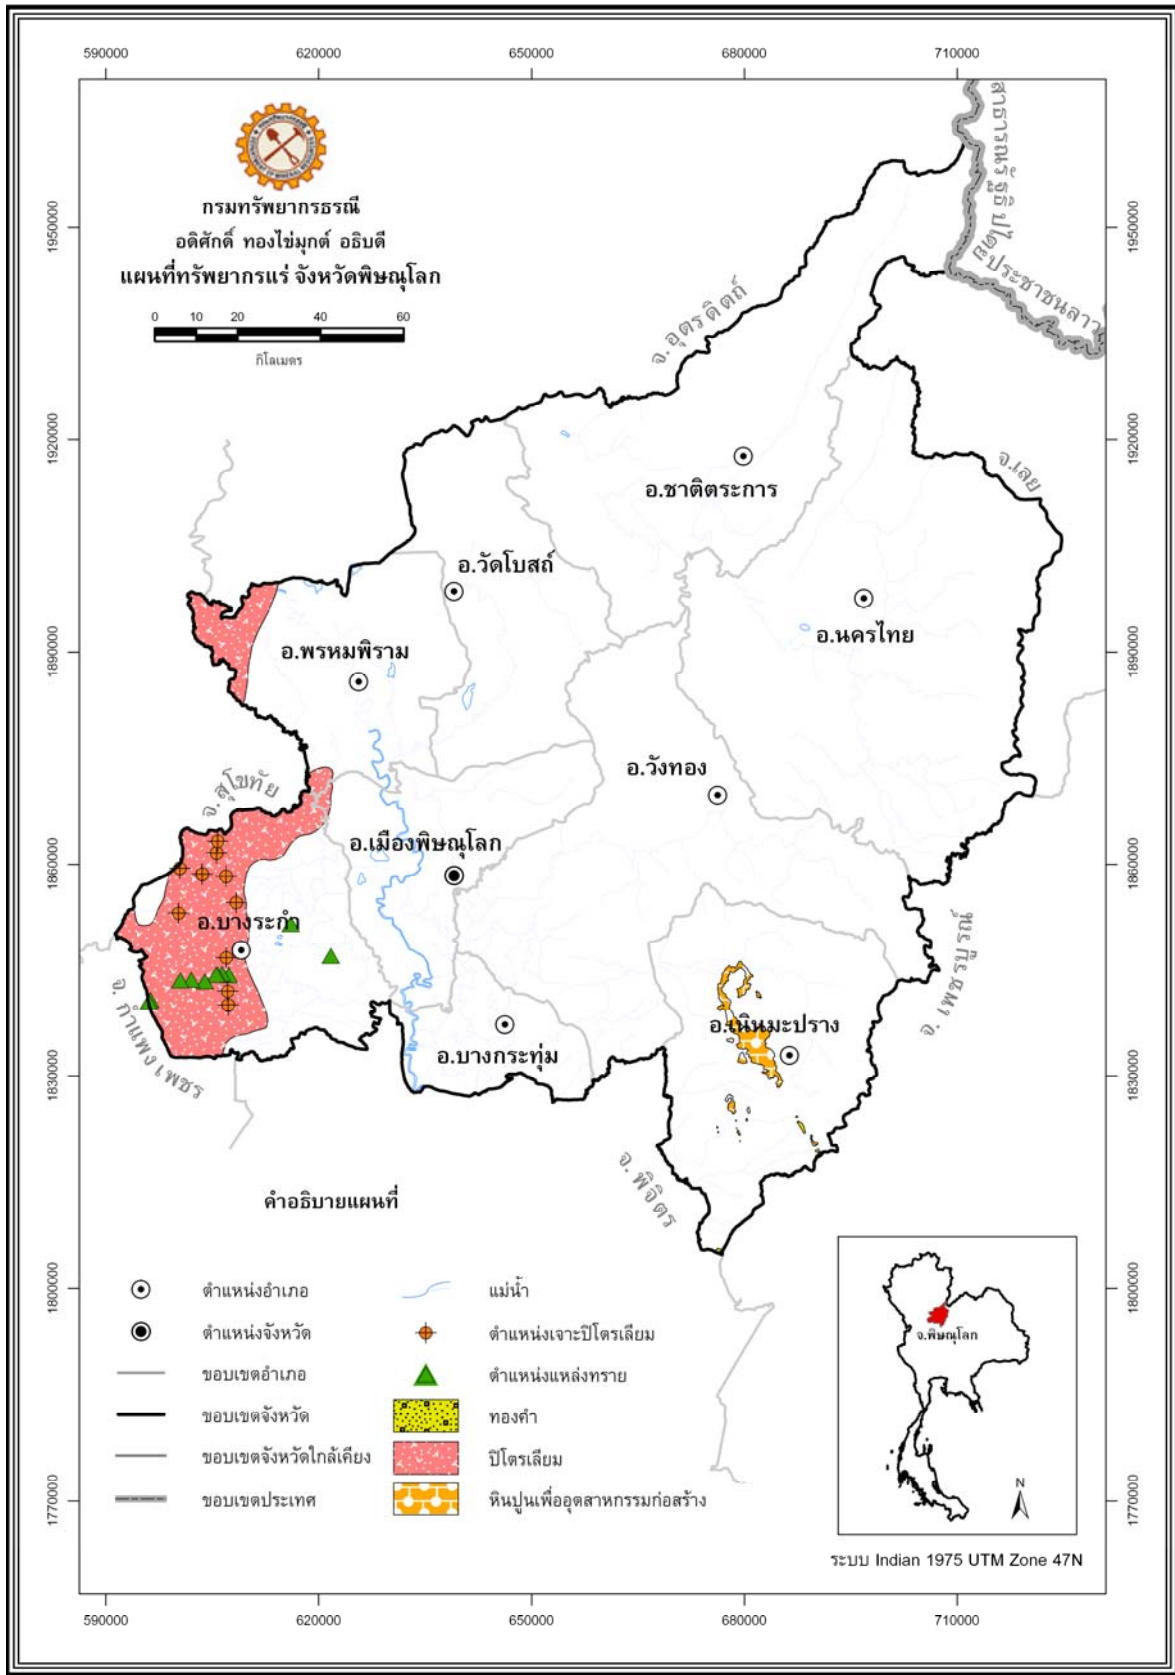 590000 620000 650000 680000 710000
กรมทรัพยากรธรณี
อดิศักดิ์ ทองไข่มุกต์ อธิบดี
แผนที่ทรัพยากรแร่ จังหวัดพิษณุโลก
0 10 20 40 60
กิโลเมตร
สาธารณรัฐธิปไตยประชาชนลาว
1950000 1950000
จ.อุตรดิตถ์
1920000 1920000
จ.เลย
อ.ชาติตระการ
อ.วัดโบสถ์
อ.นครไทย
อ.พรหมพิราม
1890000 1890000
อ.วังทอง
จ.สุโขทัย
อ.เมืองพิษณุโลก
1860000 1860000
อ.บางระกำ
จ.เพชรบูรณ์
จ.กำแพงเพชร
อ.เนินมะปราง
อ.บางกระทุ่ม
1830000 1830000
จ.พิจิตร
คำอธิบายแผนที่
ตำแหน่งอำเภอ
ตำแหน่งจังหวัด
ขอบเขตอำเภอ
ขอบเขตจังหวัด
ขอบเขตจังหวัดใกล้เคียง
ขอบเขตประเทศ
แม่น้ำ
ตำแหน่งเจาะปิโตรเลียม
ตำแหน่งแหล่งทราย
ทองคำ
ปิโตรเลียม
หินปูนเพื่ออุตสาหกรรมก่อสร้าง
1800000 1800000
จ.พิษณุโลก
N
1770000 1770000
ระบบ Indian 1975 UTM Zone 47N
590000 620000 650000 680000 710000